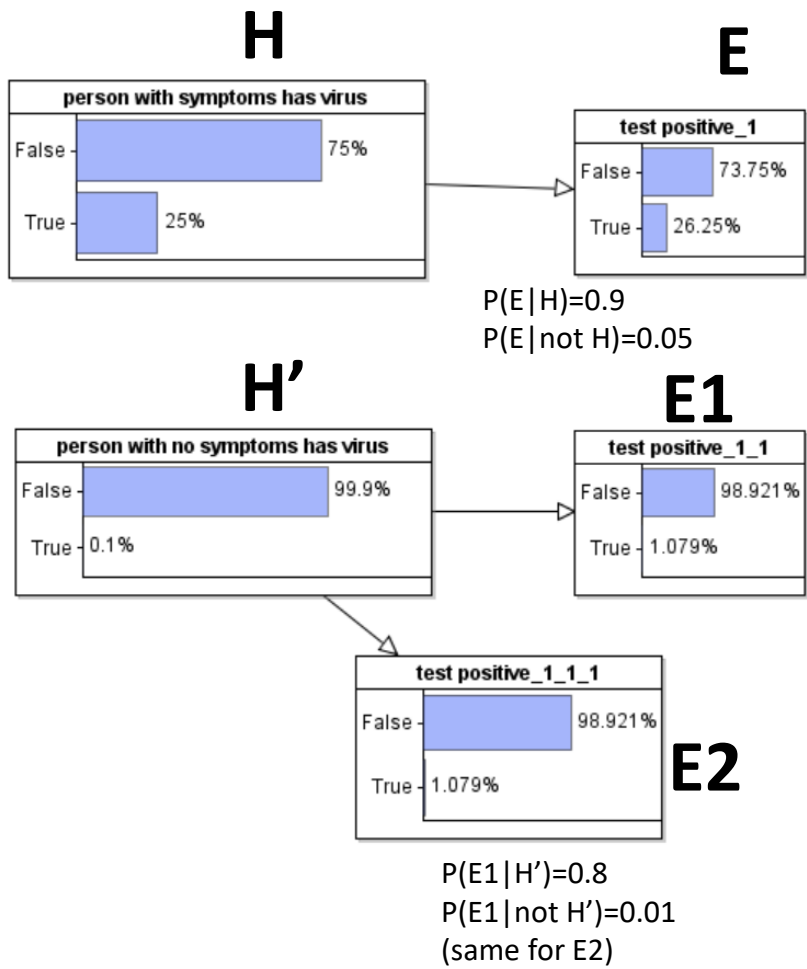 H
E
person with symptoms has virus
False
75%
True
25%
test positive_1
False
73.75%
True
26.25%
P(E|H)=0.9
P(E|not H)=0.05
H’
E1
person with no symptoms has virus
False
99.9%
True
0.1%
test positive_1_1
False
98.921%
True
1.079%
test positive_1_1_1
False
98.921%
True
1.079%
E2
P(E1|H’)=0.8
P(E1|not H’)=0.01
(same for E2)